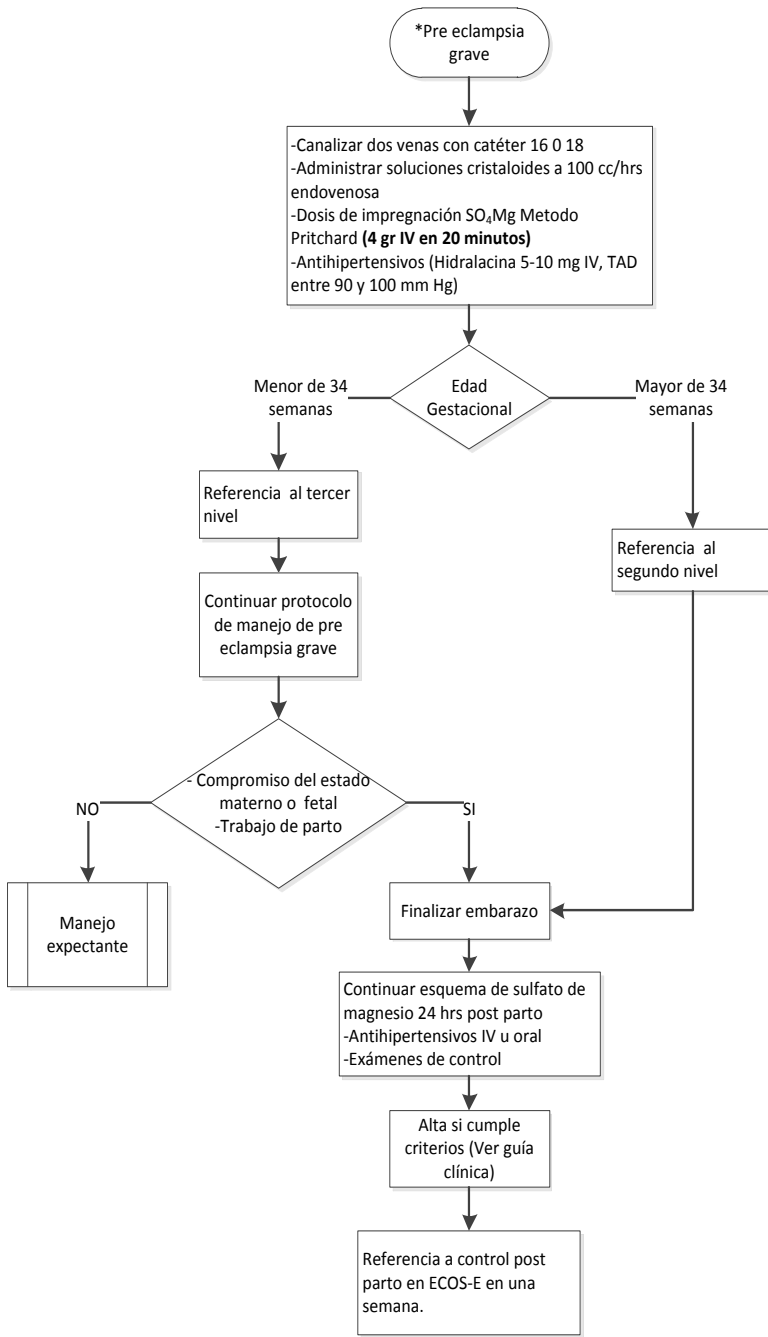 *Pre eclampsia
grave
-Canalizar dos venas con catéter 16 0 18
-Administrar soluciones cristaloides a 100 cc/hrs
endovenosa
-Dosis de impregnación SO₄Mg Metodo
Pritchard (4 gr IV en 20 minutos)
-Antihipertensivos (Hidralacina 5-10 mg IV, TAD
entre 90 y 100 mm Hg)
Edad
Gestacional
Menor de 34
semanas
Mayor de 34
semanas
Referencia al tercer
nivel
Referencia al
segundo nivel
Continuar protocolo
de manejo de pre
eclampsia grave
- Compromiso del estado
materno o fetal
-Trabajo de parto
NO
SI
Manejo
expectante
Finalizar embarazo
Continuar esquema de sulfato de
magnesio 24 hrs post parto
-Antihipertensivos IV u oral
-Exámenes de control
Alta si cumple
criterios (Ver guía
clínica)
Referencia a control post
parto en ECOS-E en una
semana.